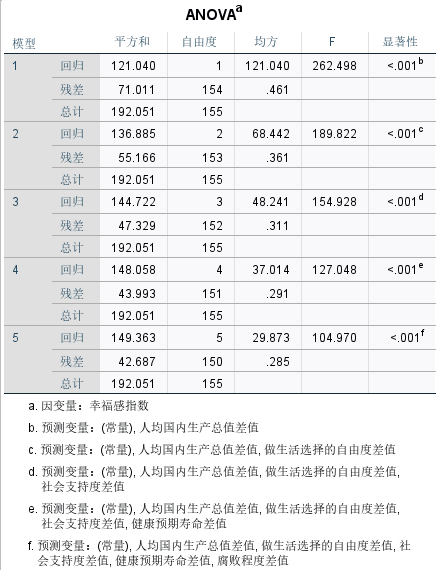 ANOVAa
模型 平方和 自由度 均方 F 显著性
1 回归 121.040 1 121.040 262.498 <.001b
残差 71.011 154 .461
总计 192.051 155
2 回归 136.885 2 68.442 189.822 <.001c
残差 55.166 153 .361
总计 192.051 155
3 回归 144.722 3 48.241 154.928 <.001d
残差 47.329 152 .311
总计 192.051 155
4 回归 148.058 4 37.014 127.048 <.001e
残差 43.993 151 .291
总计 192.051 155
5 回归 149.363 5 29.873 104.970 <.001f
残差 42.687 150 .285
总计 192.051 155
a. 因变量：幸福感指数
b. 预测变量：(常量), 人均国内生产总值差值
c. 预测变量：(常量), 人均国内生产总值差值, 做生活选择的自由度差值
d. 预测变量：(常量), 人均国内生产总值差值, 做生活选择的自由度差值,
社会支持度差值
e. 预测变量：(常量), 人均国内生产总值差值, 做生活选择的自由度差值,
社会支持度差值, 健康预期寿命差值
f. 预测变量：(常量), 人均国内生产总值差值, 做生活选择的自由度差值, 社
会支持度差值, 健康预期寿命差值, 腐败程度差值